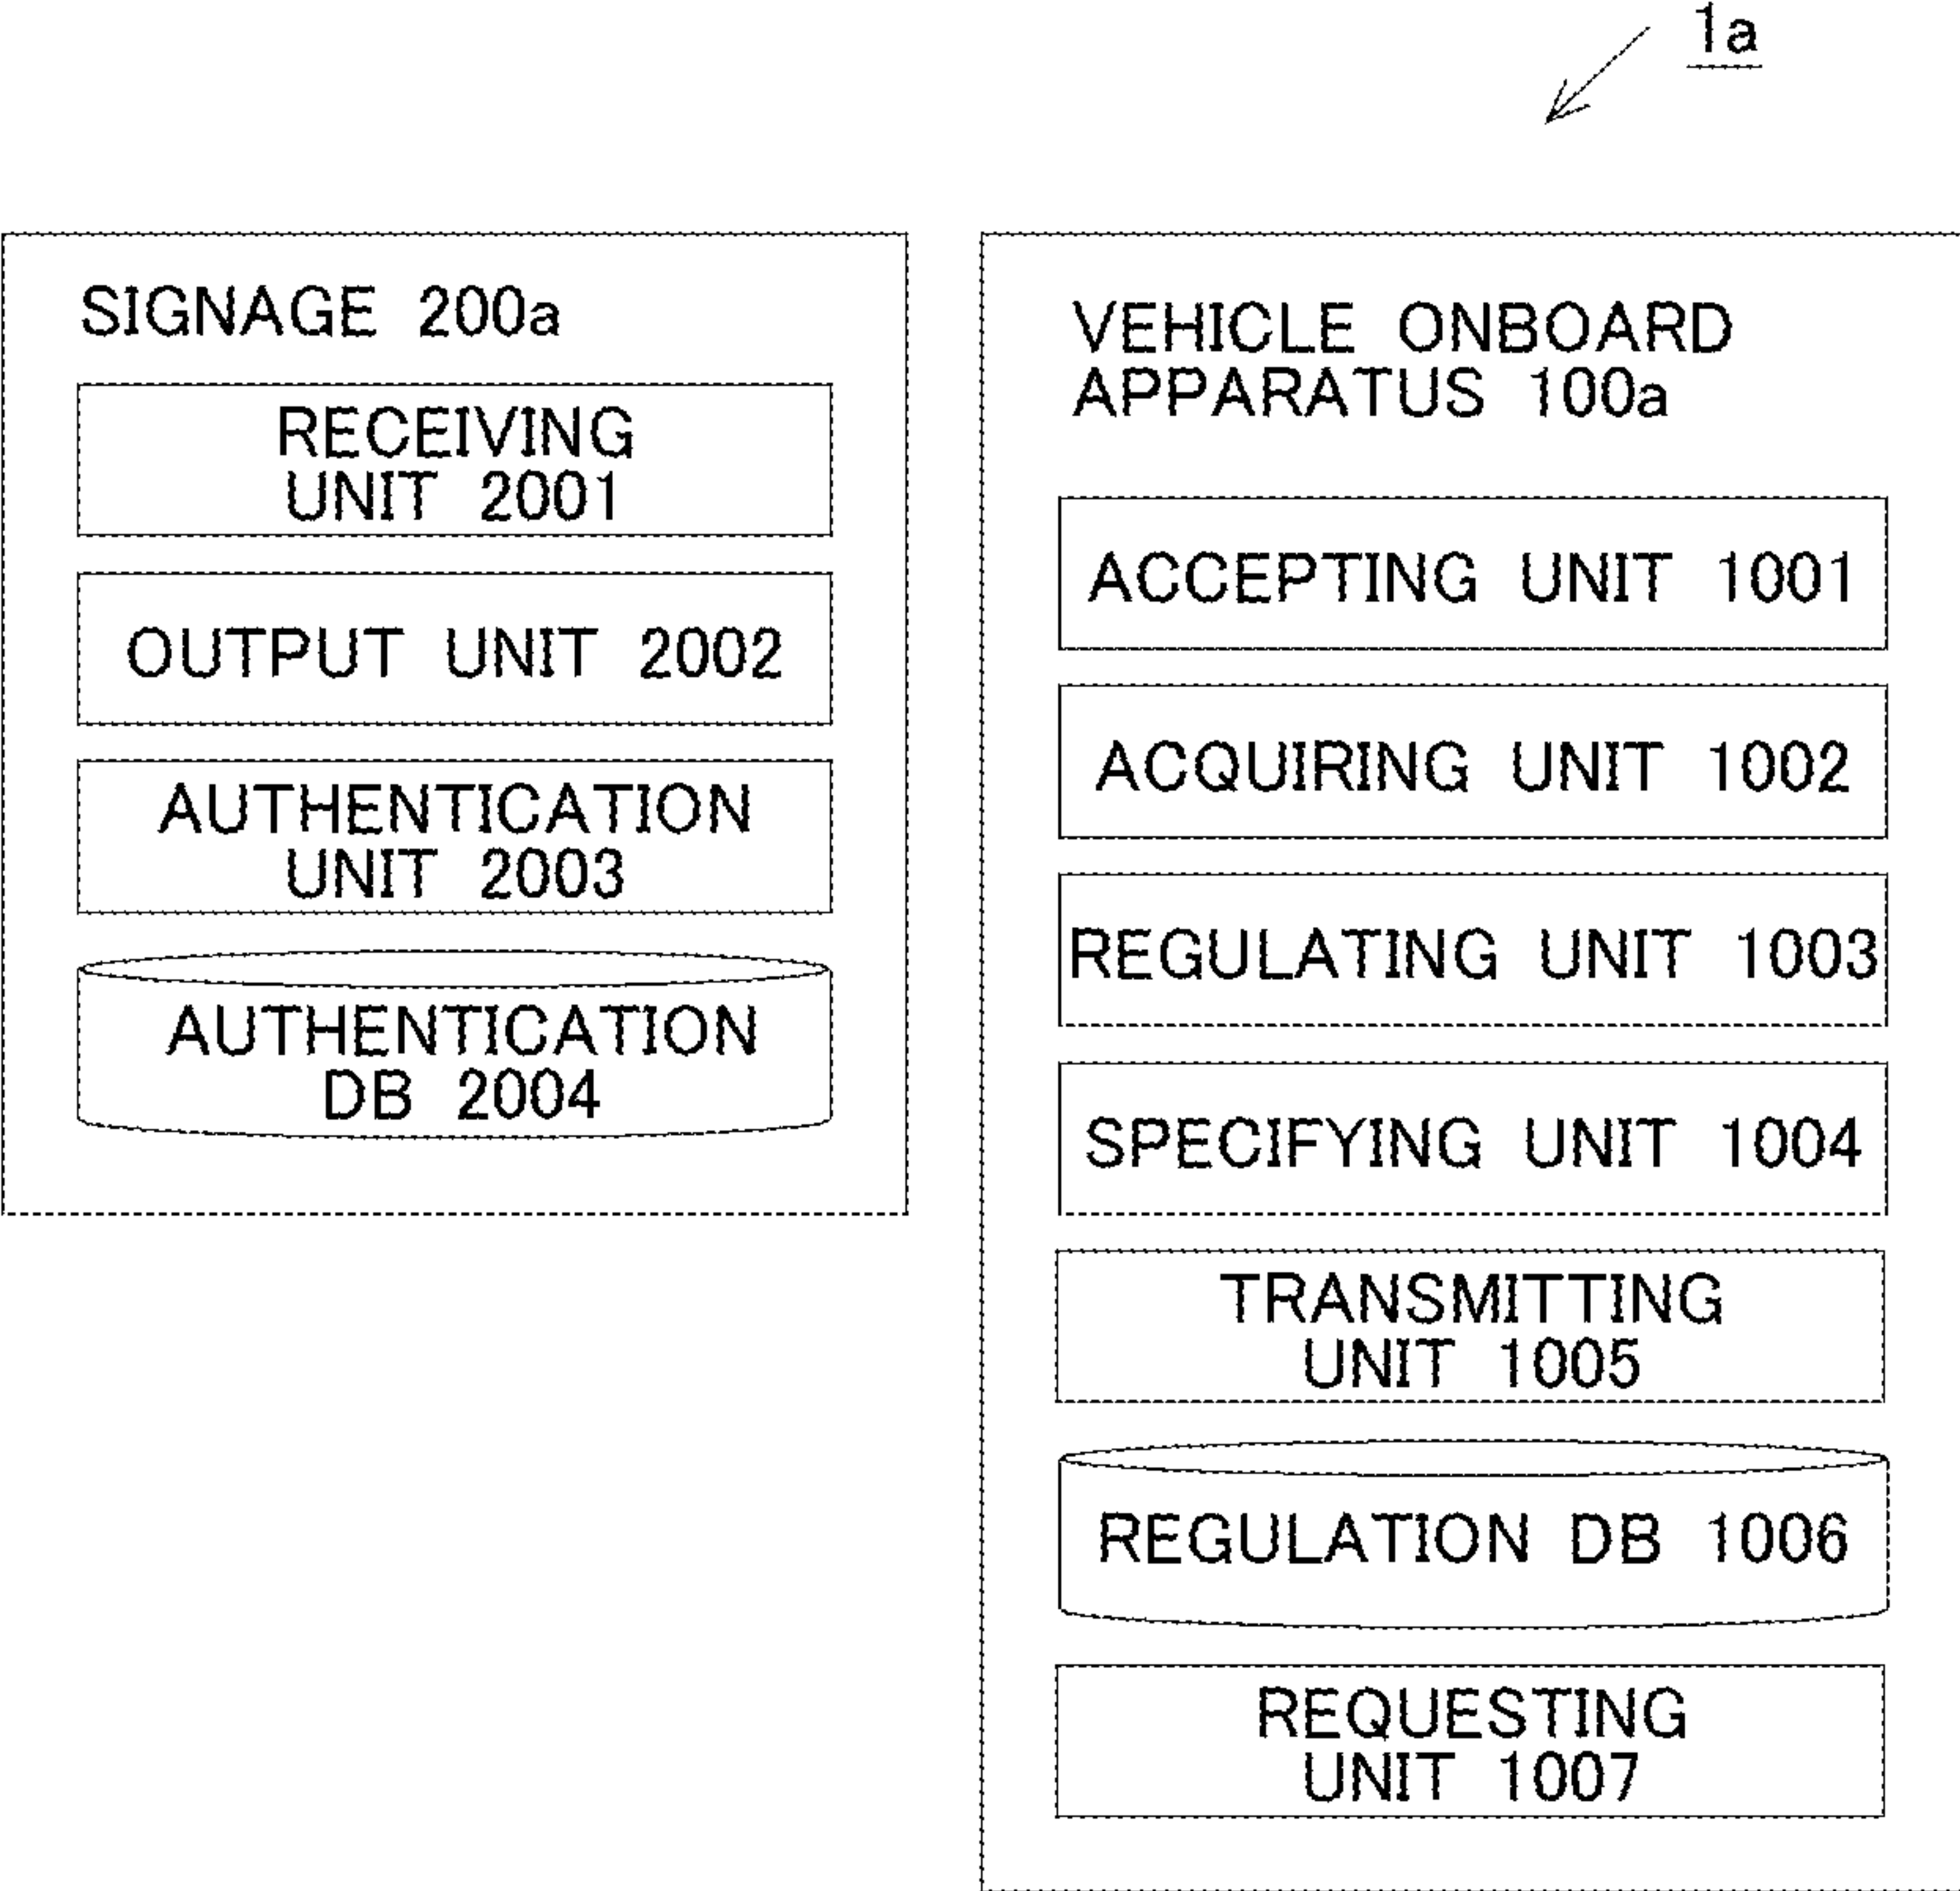 1a
SIGNAGE 200a
RECEIVING
UNIT 2001
OUTPUT UNIT 2002
AUTHENTICATION
UNIT 2003
AUTHENTICATION
DB 2004
VEHICLE ONBOARD
APPARATUS 100a
ACCEPTING UNIT 1001
ACQUIRING UNIT 1002
REGULATING UNIT 1003
SPECIFYING UNIT 1004
TRANSMITTING
UNIT 1005
REGULATION DB 1006
REQUESTING
UNIT 1007